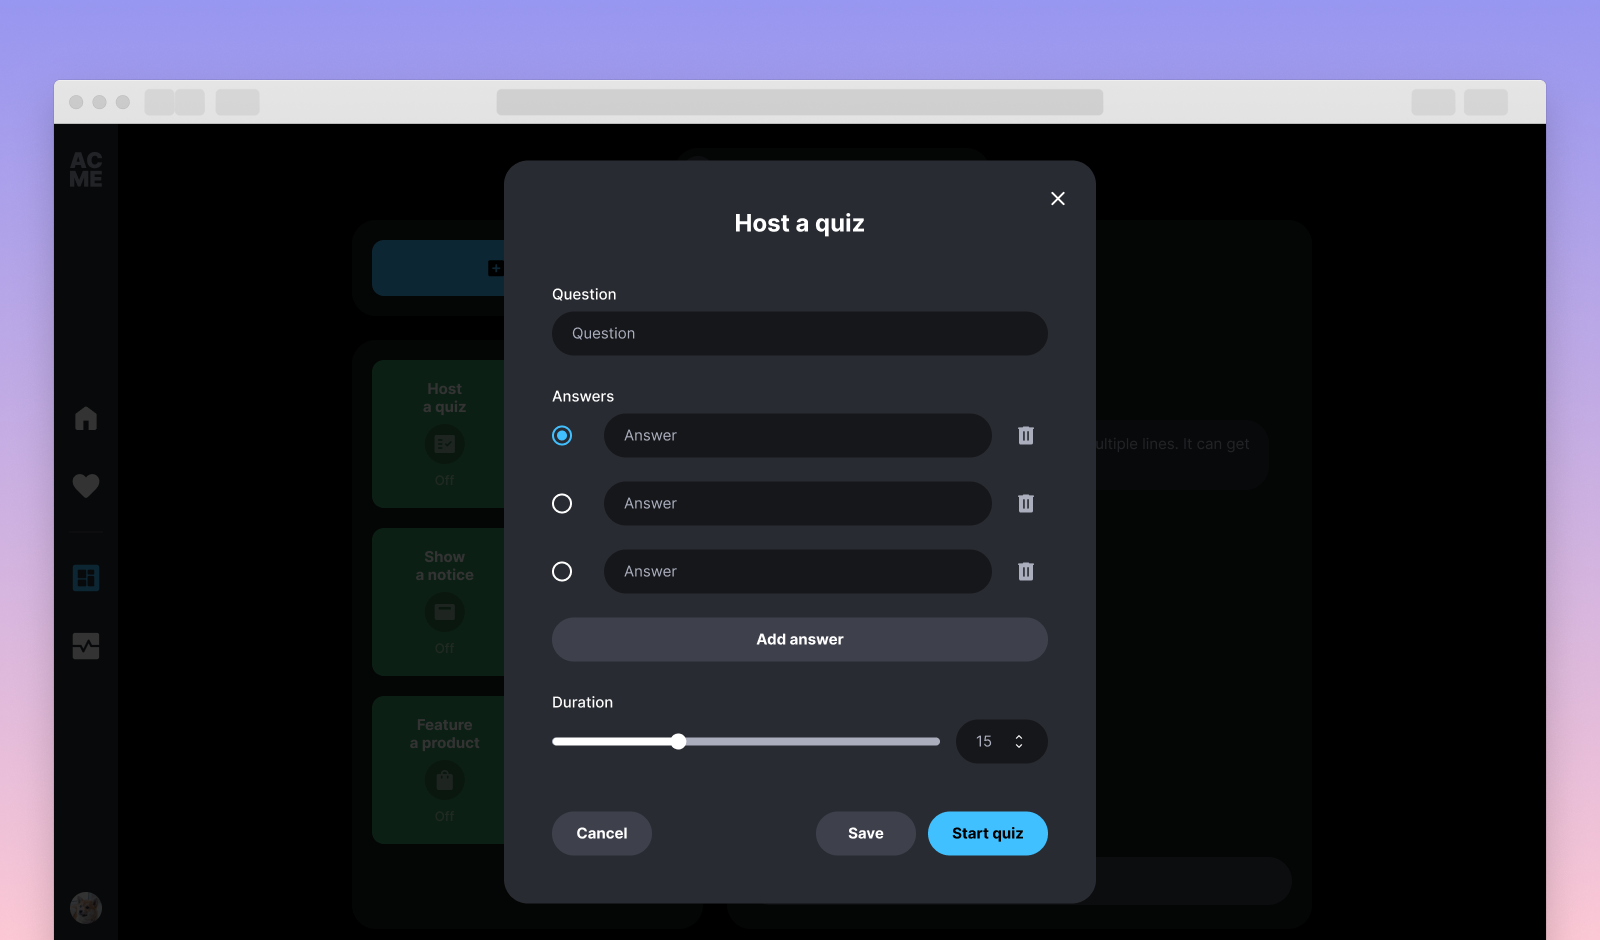 AC
ME
Host a quiz
Question
Question
Answers
Answer
Answer
Answer
Add answer
Duration
15
Cancel
Save
Start quiz
Host
a quiz
Off
Show
a notice
Off
Feature
a product
Off
ultiple lines. It can get